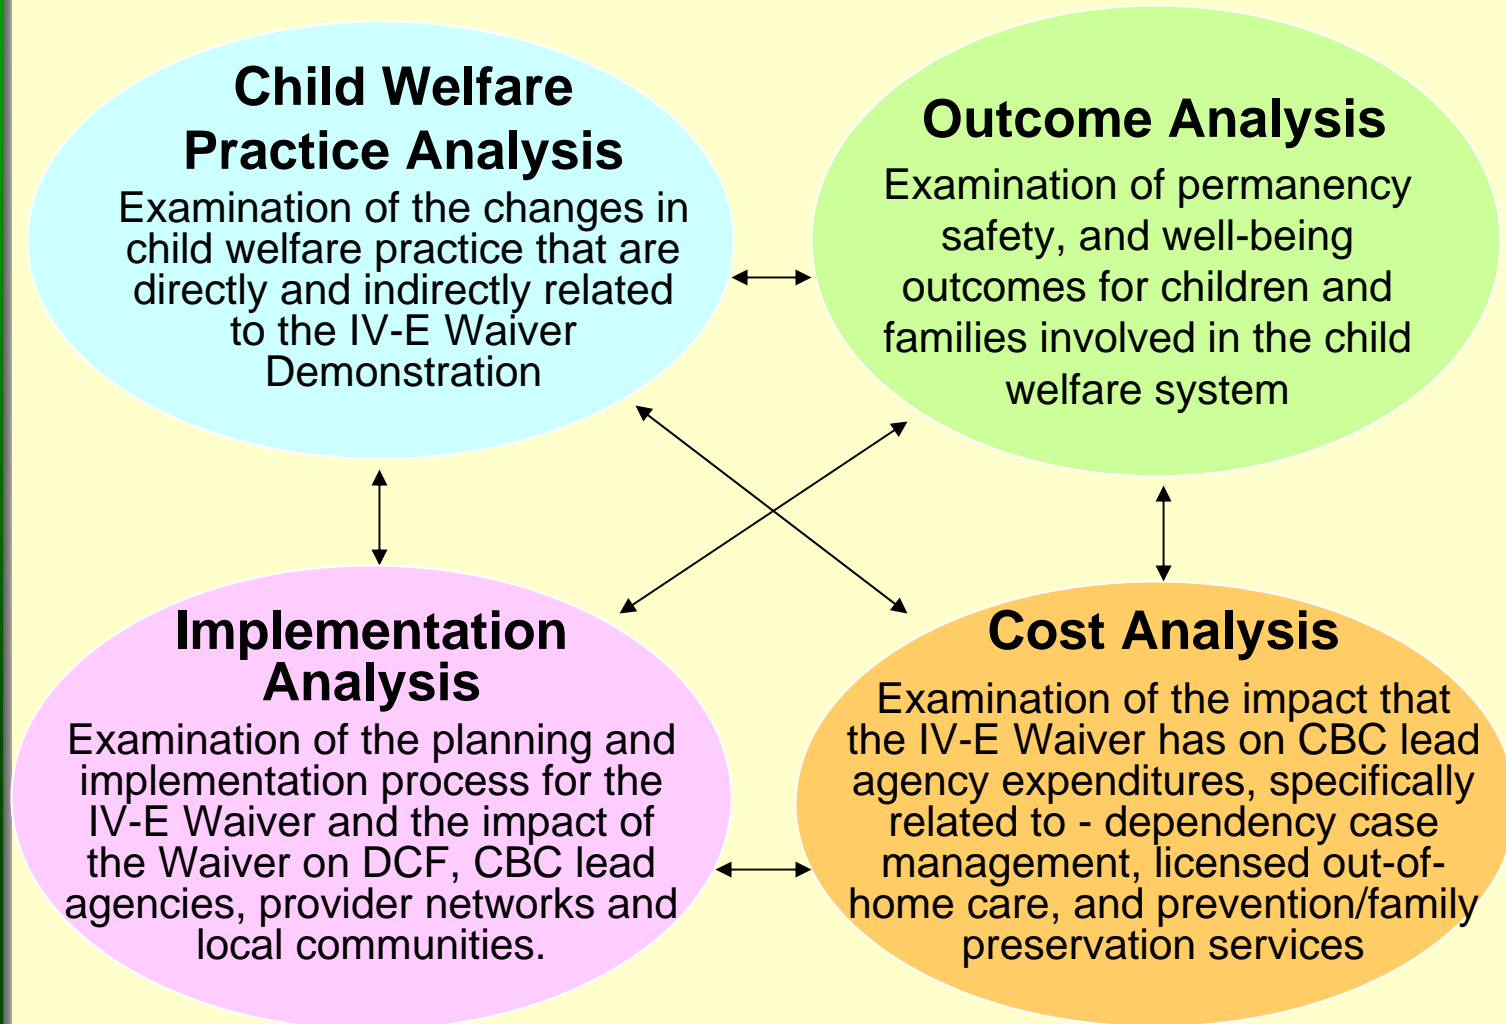 Child Welfare
Practice Analysis
Examination of the changes in
child welfare practice that are
directly and indirectly related
to the IV-E Waiver
Demonstration
Outcome Analysis
Examination of permanency
safety, and well-being
outcomes for children and
families involved in the child
welfare system
Implementation
Analysis
Examination of the planning and
implementation process for the
IV-E Waiver and the impact of
the Waiver on DCF, CBC lead
agencies, provider networks and
local communities.
Cost Analysis
Examination of the impact that
the IV-E Waiver has on CBC lead
agency expenditures, specifically
related to - dependency case
management, licensed out-of-
home care, and prevention/family
preservation services